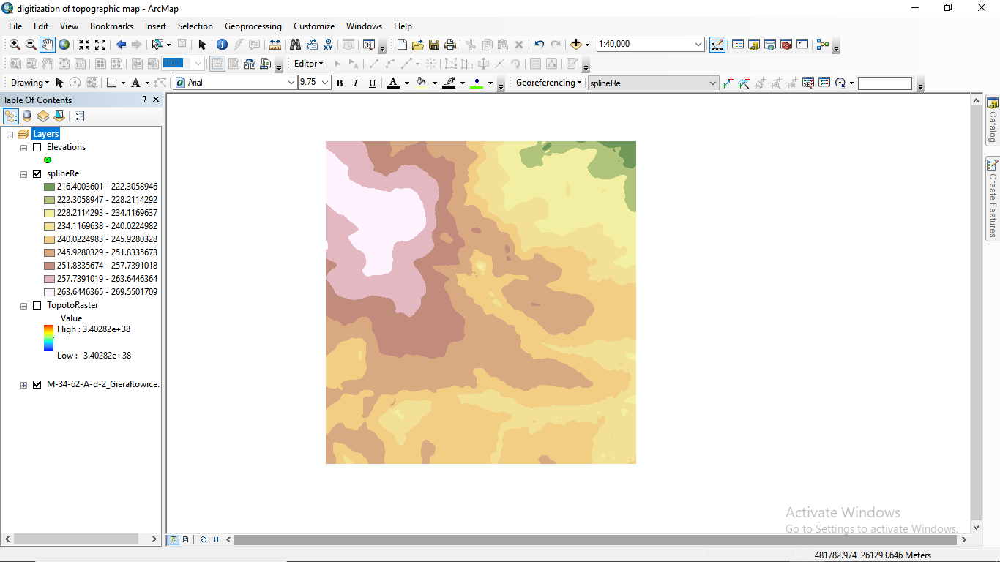 digitization of topographic map - ArcMap
File Edit View Bookmarks Insert Selection Geoprocessing Customize Windows Help
1:40,000
100% Editor
Drawing A Arial 9.75 B I U A Georeferencing splineRe
Table Of Contents
Layers
Elevations
splineRe
216.4003601 - 222.3058946
222.3058947 - 228.2114292
228.2114293 - 234.1169637
234.1169638 - 240.0224982
240.0224983 - 245.9280328
245.9280329 - 251.8335673
251.8335674 - 257.7391018
257.7391019 - 263.6446364
263.6446365 - 269.5501709
TopotoRaster
Value
High : 3.40282e+38
Low : -3.40282e+38
M-34-62-A-d-2_Gierałtowice.
Catalog
Create Features
Activate Windows
Go to Settings to activate Windows.
481782.974 261293.646 Meters